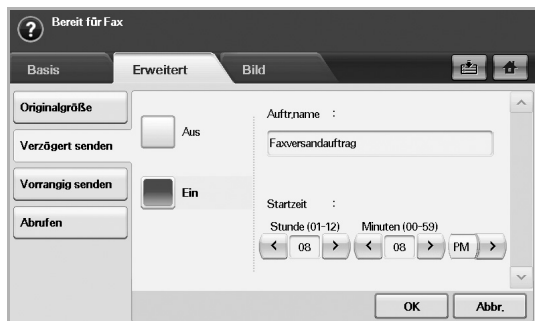 Bereit für Fax
Basis Erweitert Bild
Originalgröße
Verzögert senden
Vorrangig senden
Abrufen
Aus
Ein
Auftr.name :
Faxversandauftrag
Startzeit :
Stunde (01-12) Minuten (00-59)
08 08 PM
OK Abbr.